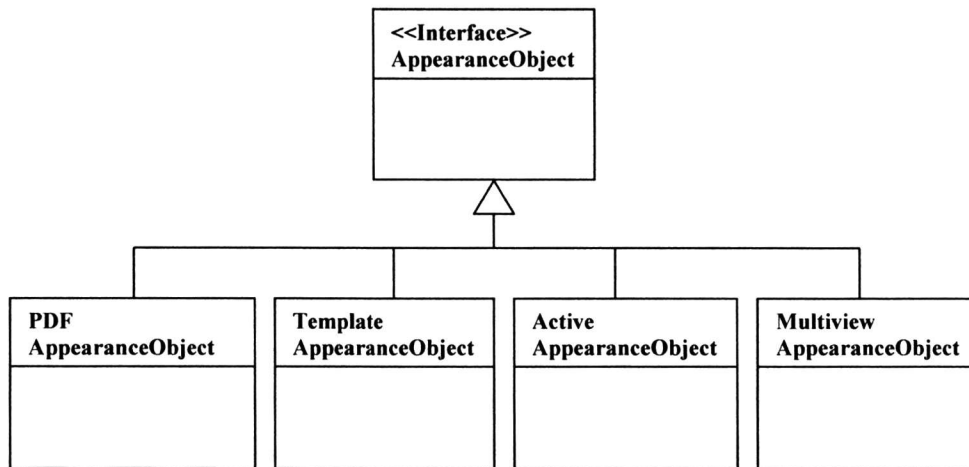 <<Interface>>
AppearanceObject
PDF
AppearanceObject
Template
AppearanceObject
Active
AppearanceObject
Multiview
AppearanceObject